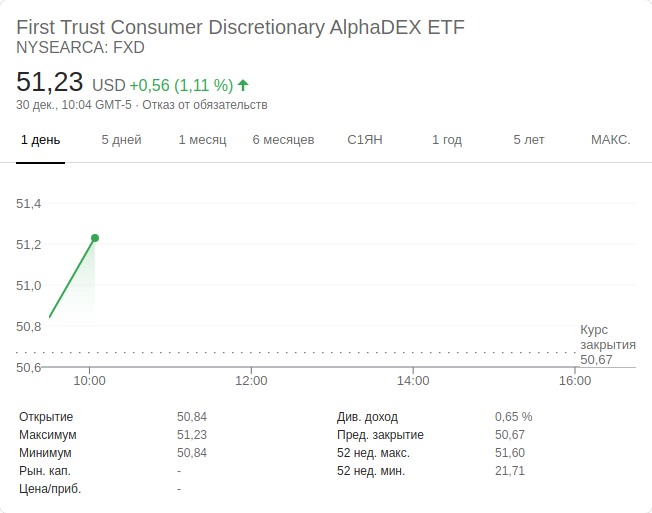 First Trust Consumer Discretionary AlphaDEX ETF
NYSEARCA: FXD
51,23 USD +0,56 (1,11 %)
30 дек., 10:04 GMT-5 · Отказ от обязательств
1 день 5 дней 1 месяц 6 месяцев С1ЯН 1 год 5 лет МАКС.
51,4
51,2
51,0
50,8
50,6
Курс
закрытия
50,67
10:00 12:00 14:00 16:00
Открытие 50,84 Див. доход 0,65 %
Максимум 51,23 Пред. закрытие 50,67
Минимум 50,84 52 нед. макс. 51,60
Рын. кап. - 52 нед. мин. 21,71
Цена/приб. -